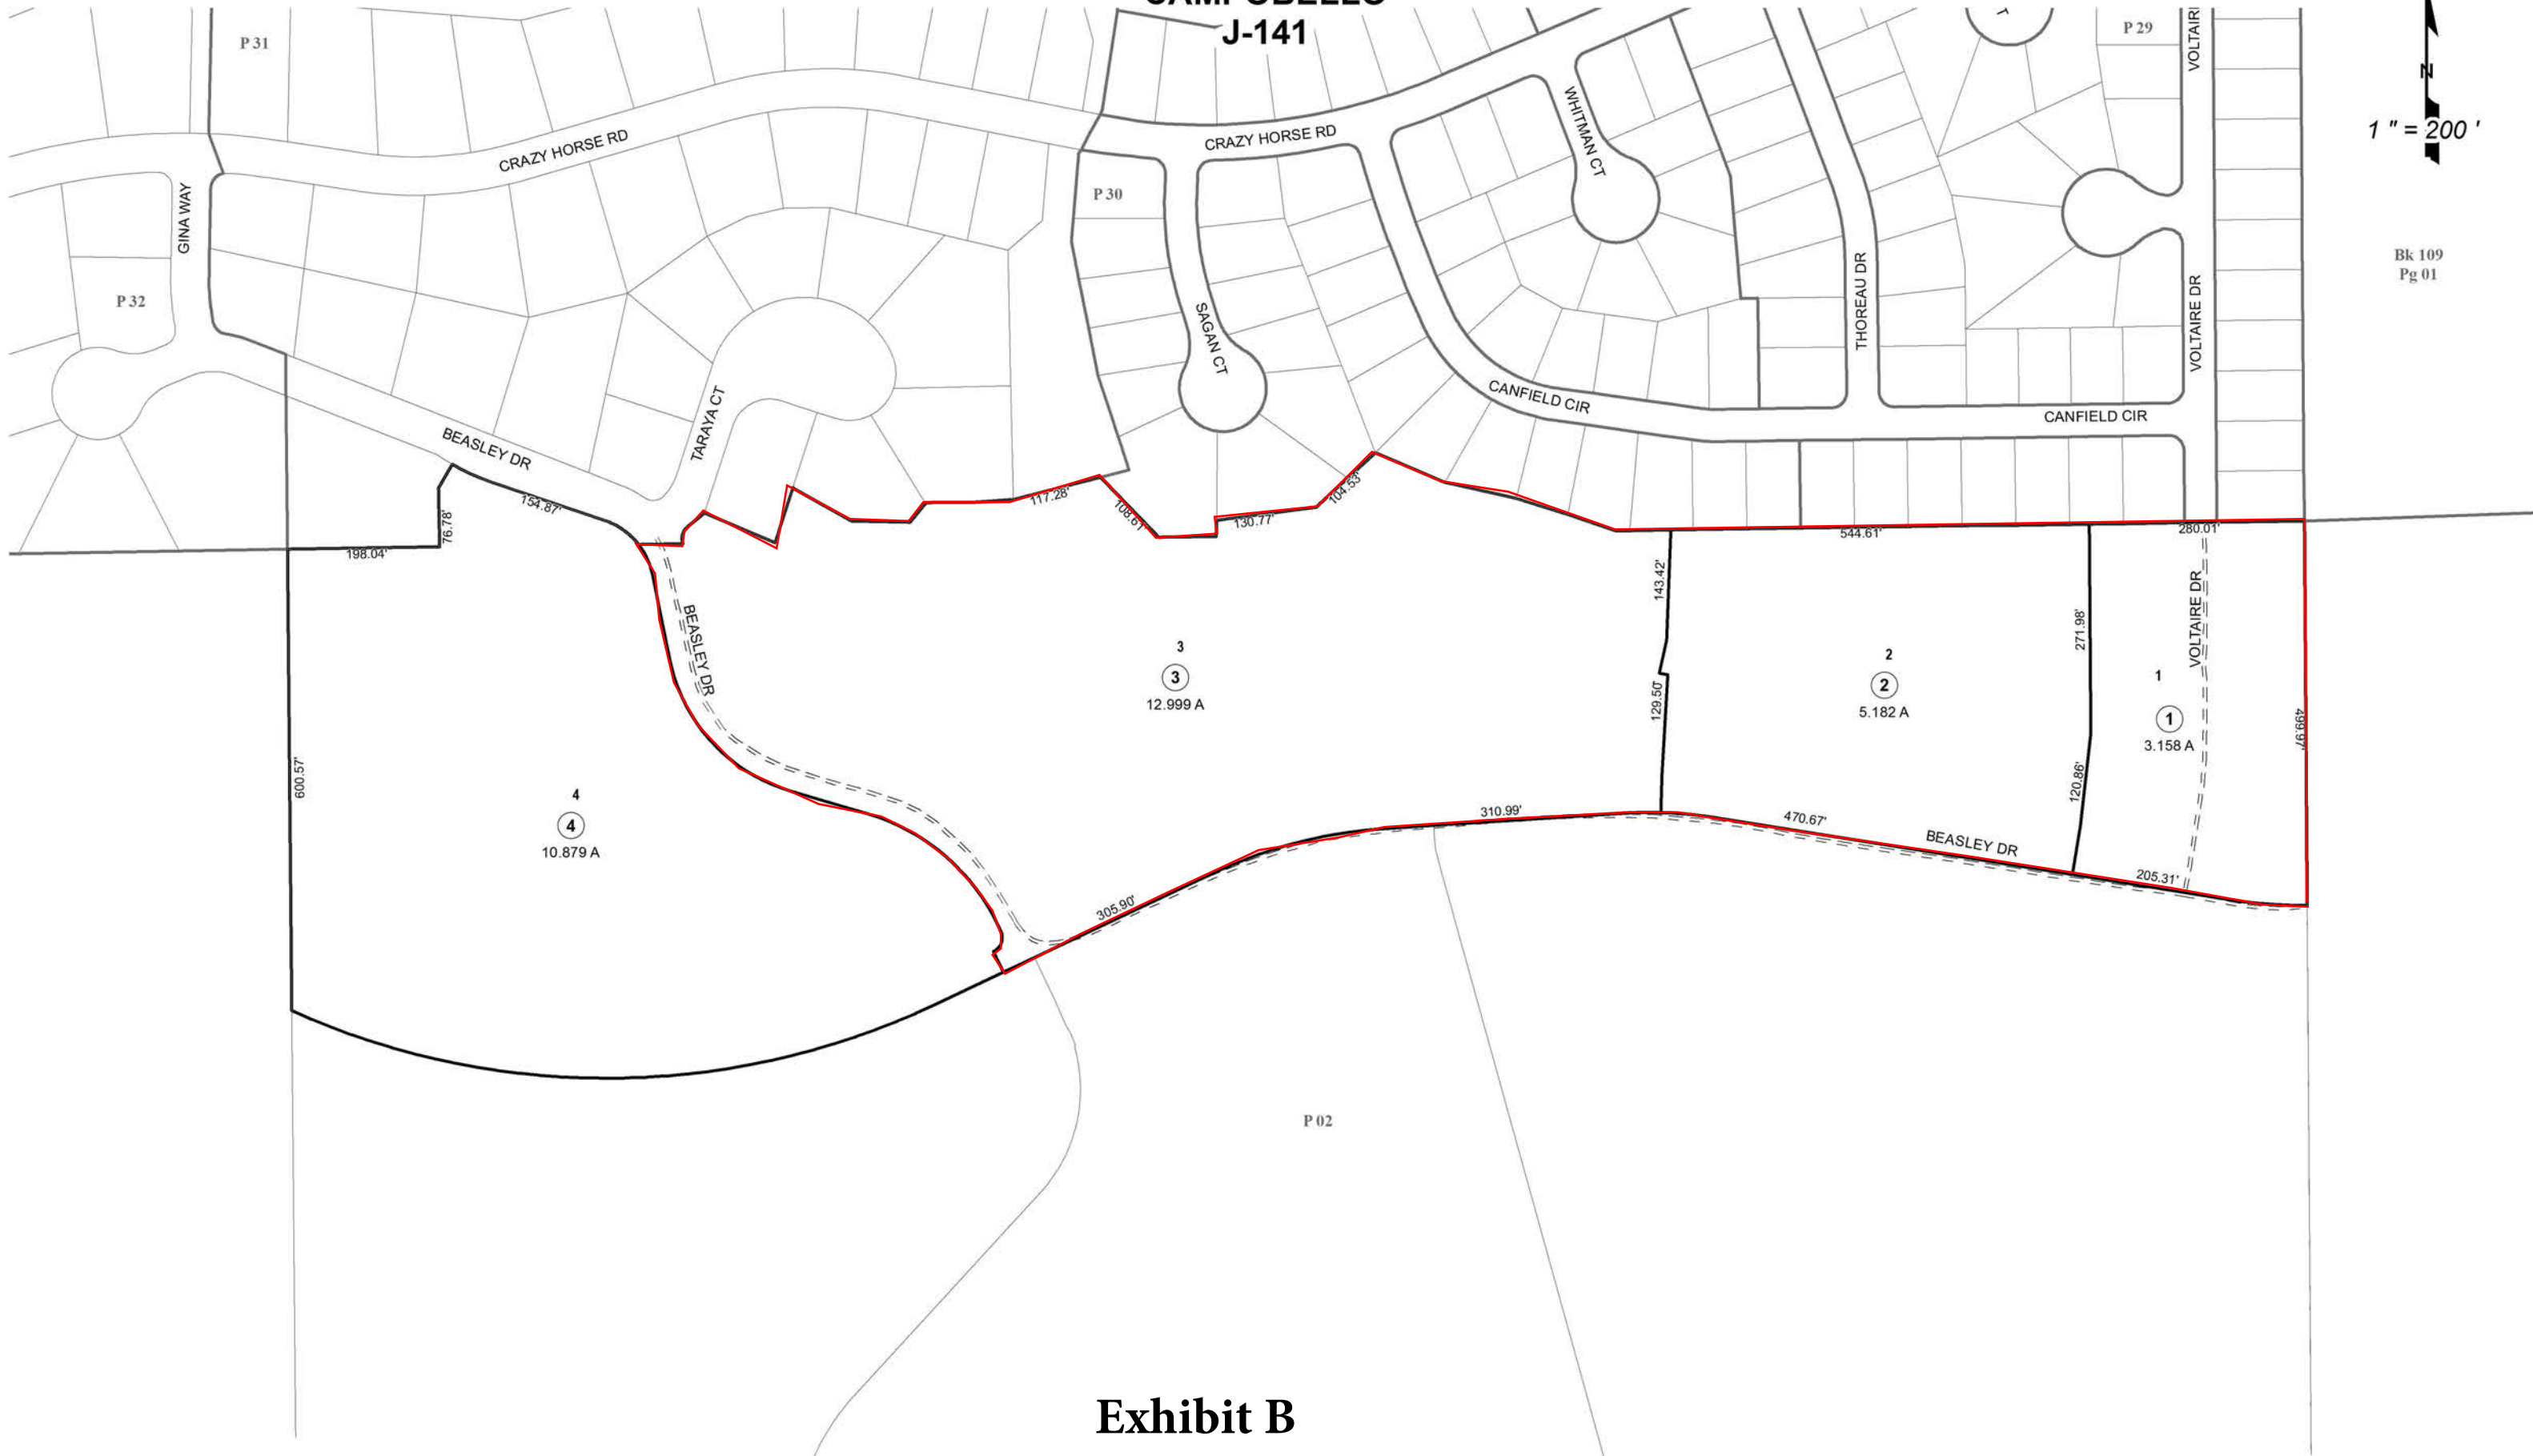 CAMPOBELLO
J-141
P 31
P 29
VOLTAIRE DR
N
1 " = 200 '
CRAZY HORSE RD
CRAZY HORSE RD
WHITMAN CT
P 30
GINA WAY
P 32
Bk 109
Pg 01
THOREAU DR
VOLTAIRE DR
SAGAN CT
TARAYA CT
CANFIELD CIR
CANFIELD CIR
BEASLEY DR
154.87'
76.78'
198.04'
117.28'
108.61'
130.77'
104.53'
544.61'
280.01'
143.42'
BEASLEY DR
3
3
12.999 A
129.50'
2
2
5.182 A
271.98'
VOLTAIRE DR
1
1
3.158 A
499.97'
120.86'
600.57'
4
4
10.879 A
310.99'
470.67'
BEASLEY DR
205.31'
305.90'
P 02
Exhibit B